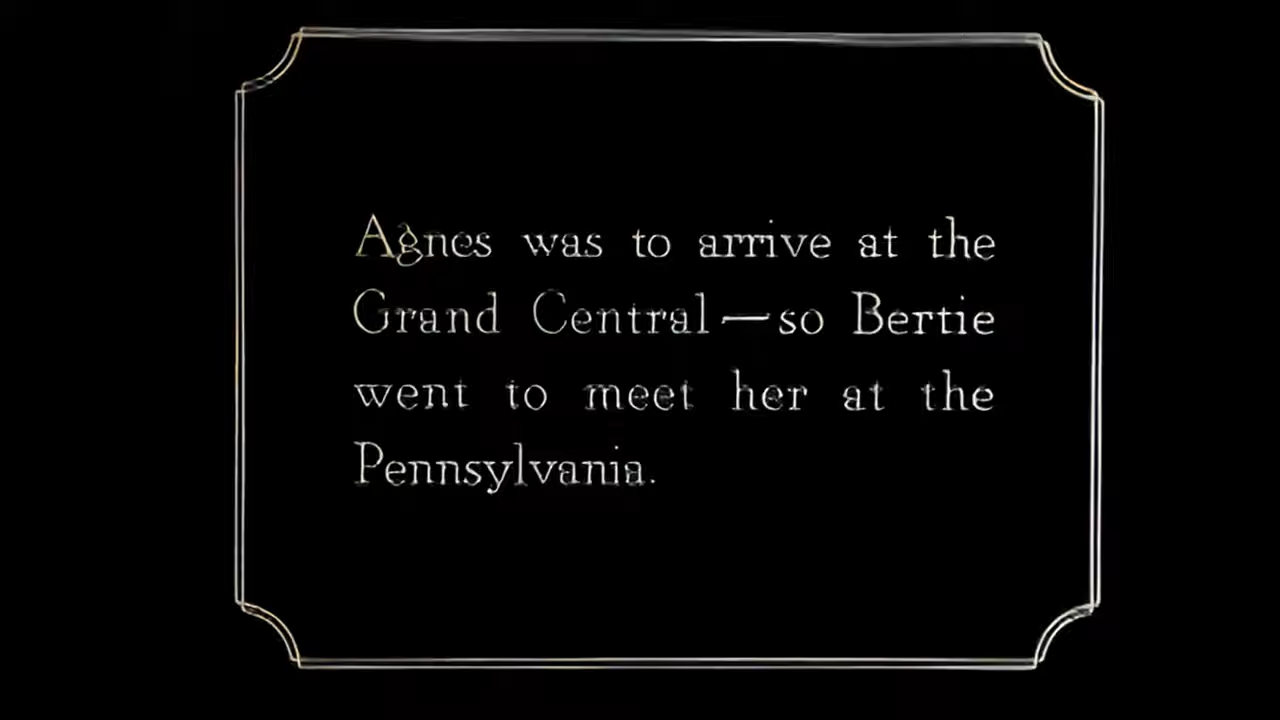 Agnes was to arrive at the
Grand Central — so Bertie
went to meet her at the
Pennsylvania.